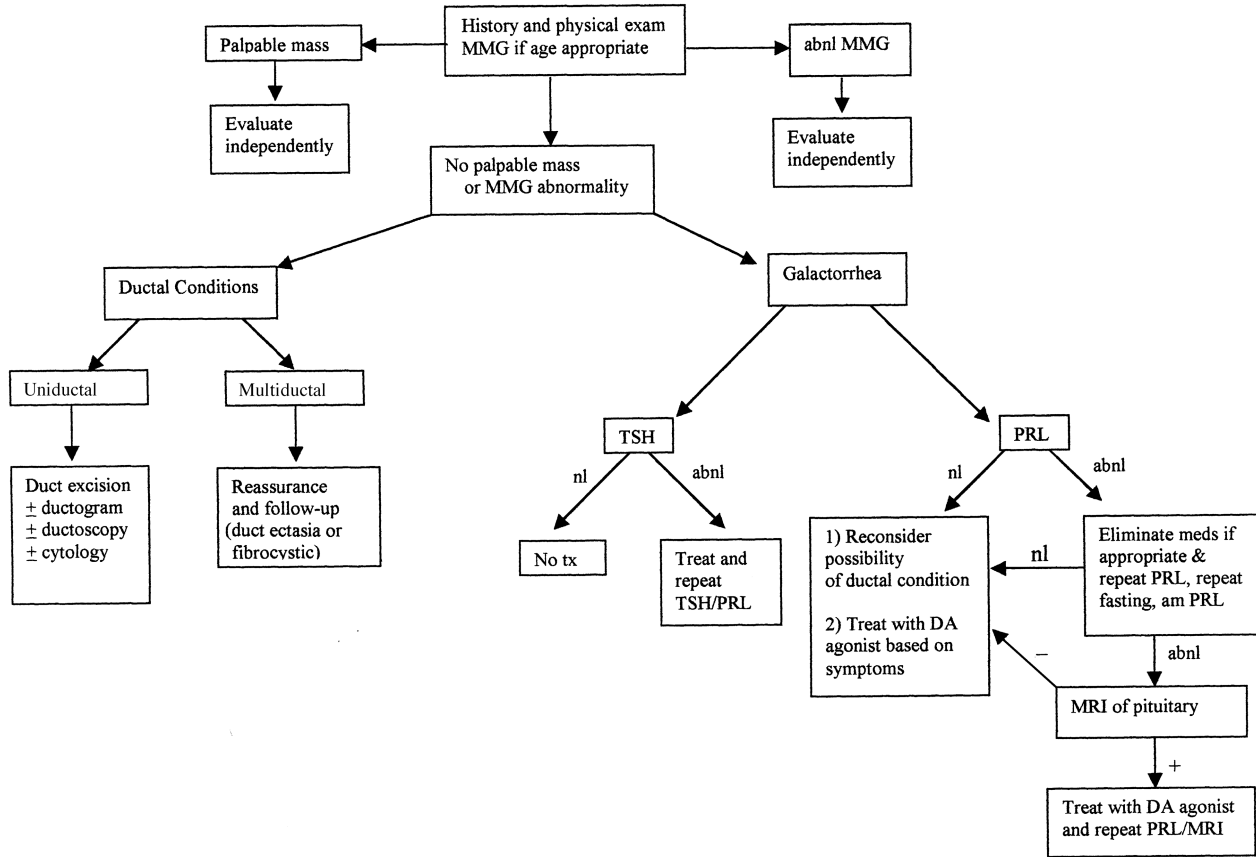 History and physical exam
MMG if age appropriate
Palpable mass
abnl MMG
Evaluate
independently
Evaluate
independently
No palpable mass
or MMG abnormality
Ductal Conditions
Galactorrhea
Uniductal
Multiductal
TSH
PRL
nl
abnl
nl
abnl
Duct excision
± ductogram
± ductoscopy
± cytology
Reassurance
and follow-up
(duct ectasia or
fibrocystic)
No tx
Treat and
repeat
TSH/PRL
1) Reconsider
possibility
of ductal condition
2) Treat with DA
agonist based on
symptoms
nl
Eliminate meds if
appropriate &
repeat PRL, repeat
fasting, am PRL
–
abnl
MRI of pituitary
+
Treat with DA agonist
and repeat PRL/MRI